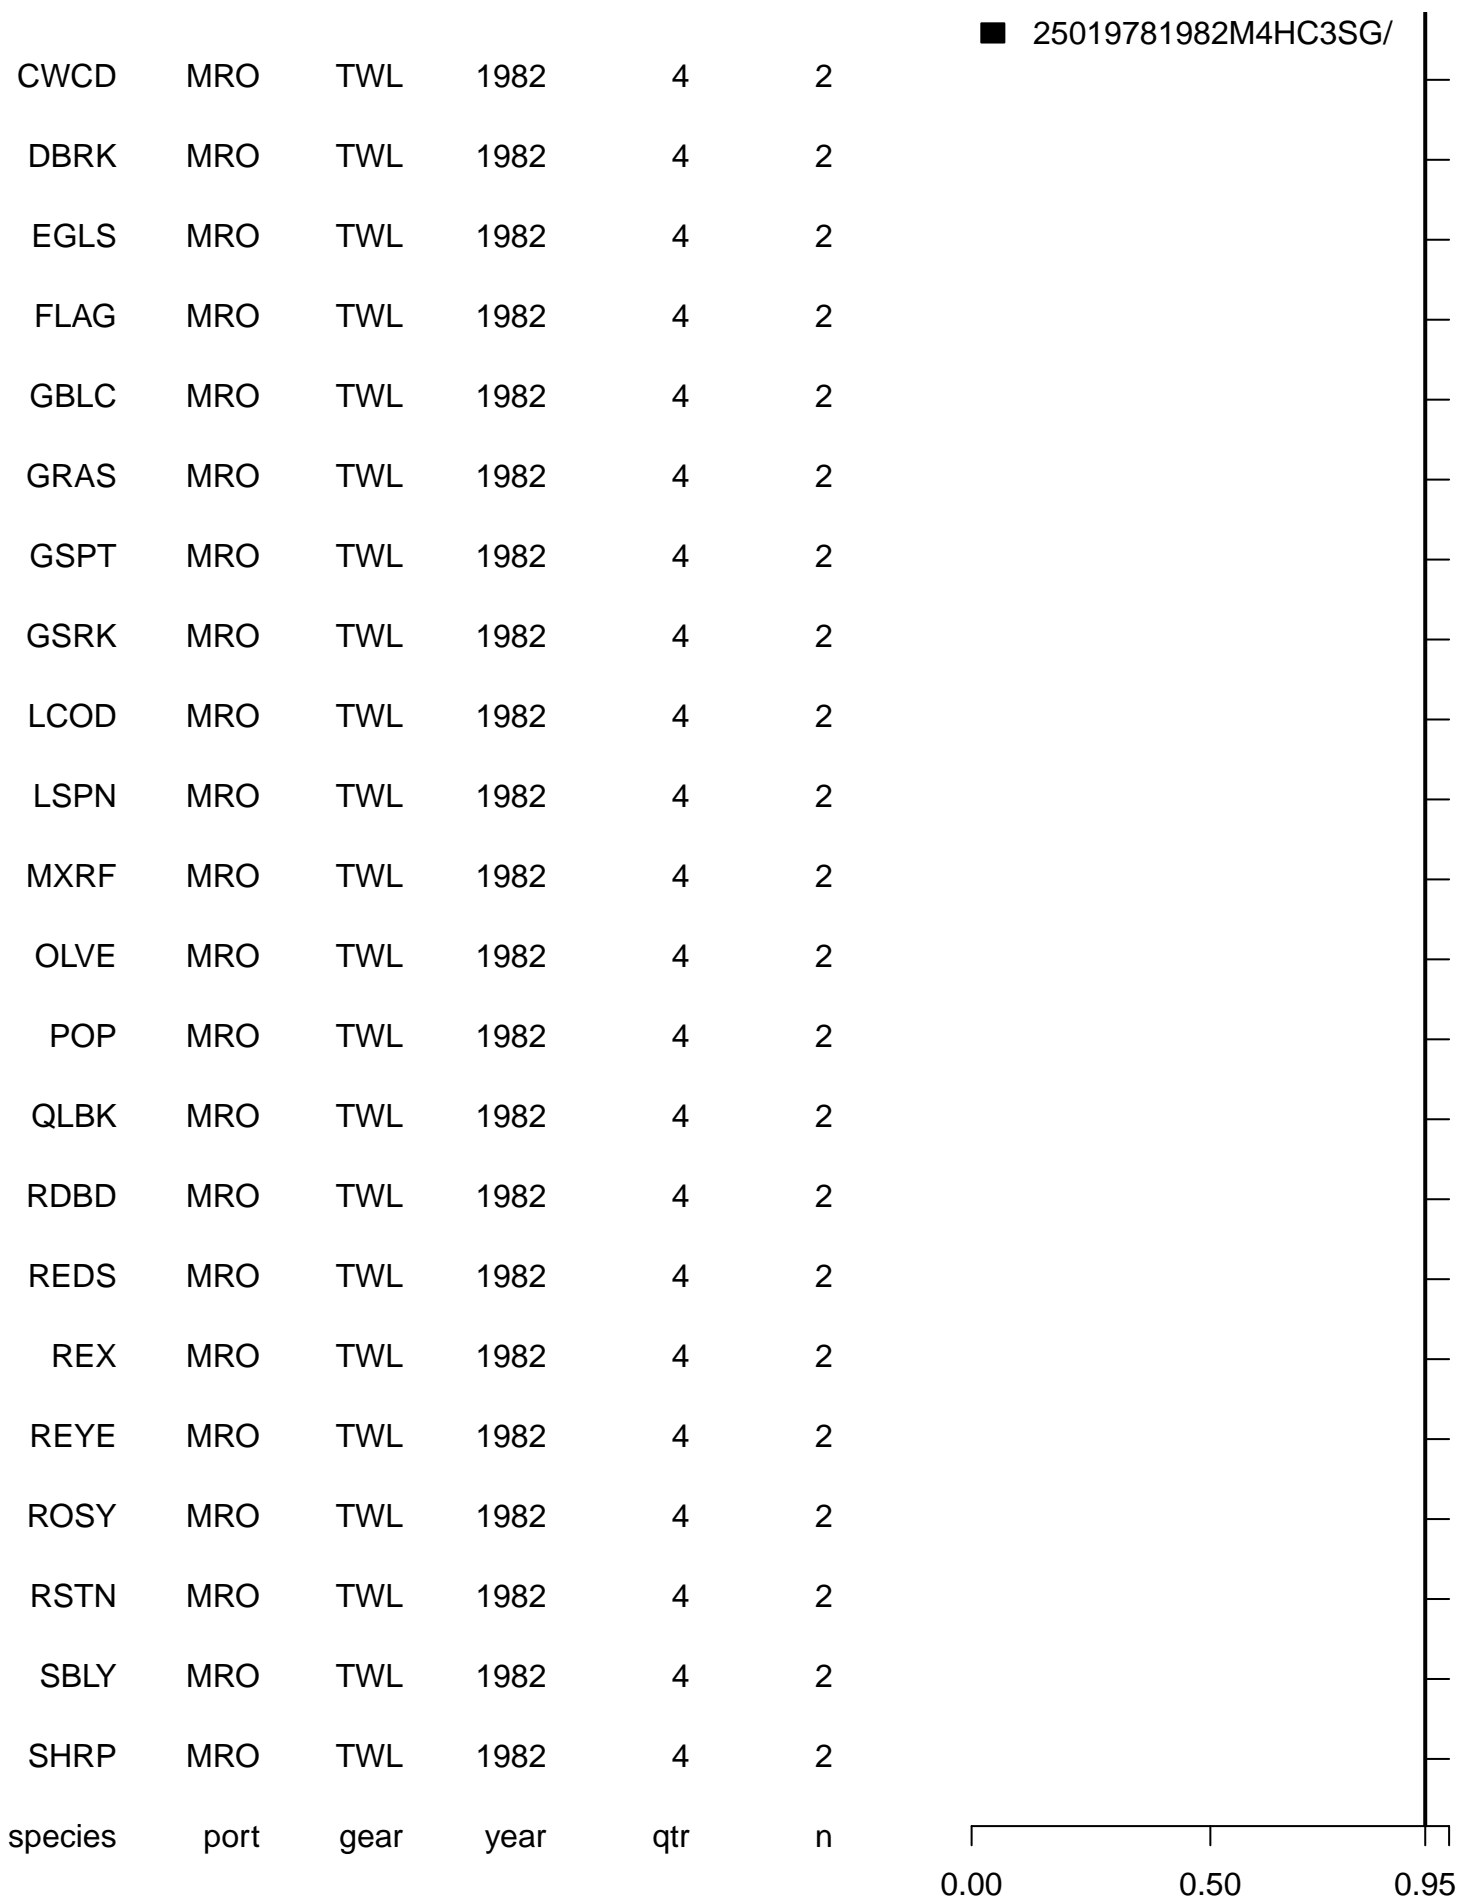 25019781982M4HC3SG/
CWCD MRO TWL 1982 4 2
DBRK MRO TWL 1982 4 2
EGLS MRO TWL 1982 4 2
FLAG MRO TWL 1982 4 2
GBLC MRO TWL 1982 4 2
GRAS MRO TWL 1982 4 2
GSPT MRO TWL 1982 4 2
GSRK MRO TWL 1982 4 2
LCOD MRO TWL 1982 4 2
LSPN MRO TWL 1982 4 2
MXRF MRO TWL 1982 4 2
OLVE MRO TWL 1982 4 2
POP MRO TWL 1982 4 2
QLBK MRO TWL 1982 4 2
RDBD MRO TWL 1982 4 2
REDS MRO TWL 1982 4 2
REX MRO TWL 1982 4 2
REYE MRO TWL 1982 4 2
ROSY MRO TWL 1982 4 2
RSTN MRO TWL 1982 4 2
SBLY MRO TWL 1982 4 2
SHRP MRO TWL 1982 4 2
species port gear year qtr n
0.00 0.50 0.95